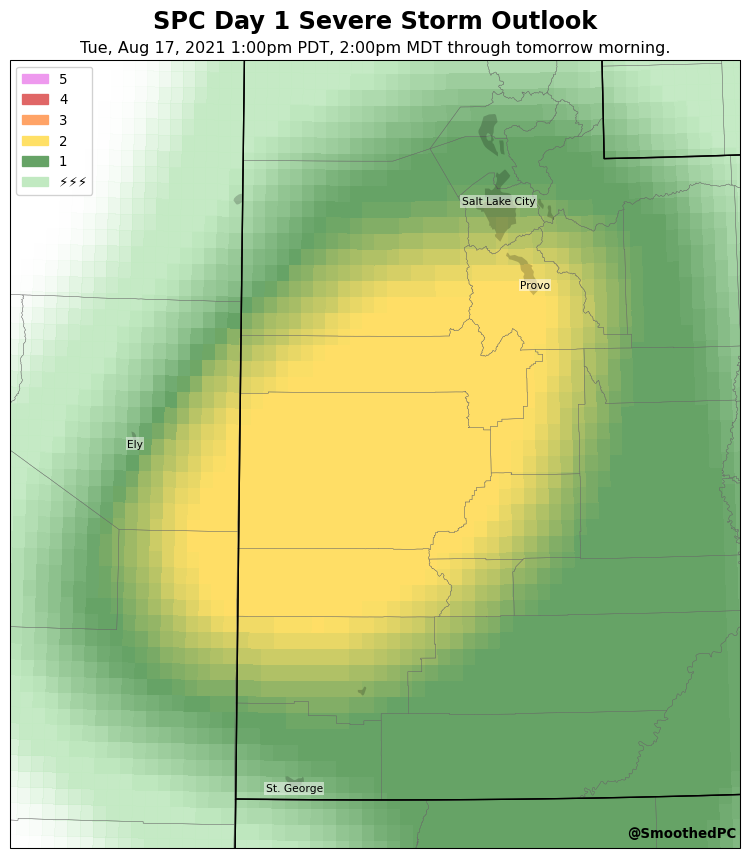 SPC Day 1 Severe Storm Outlook
Tue, Aug 17, 2021 1:00pm PDT, 2:00pm MDT through tomorrow morning.
5
4
3
2
1
⚡⚡⚡
Salt Lake City
Provo
Ely
St. George
@SmoothedPC